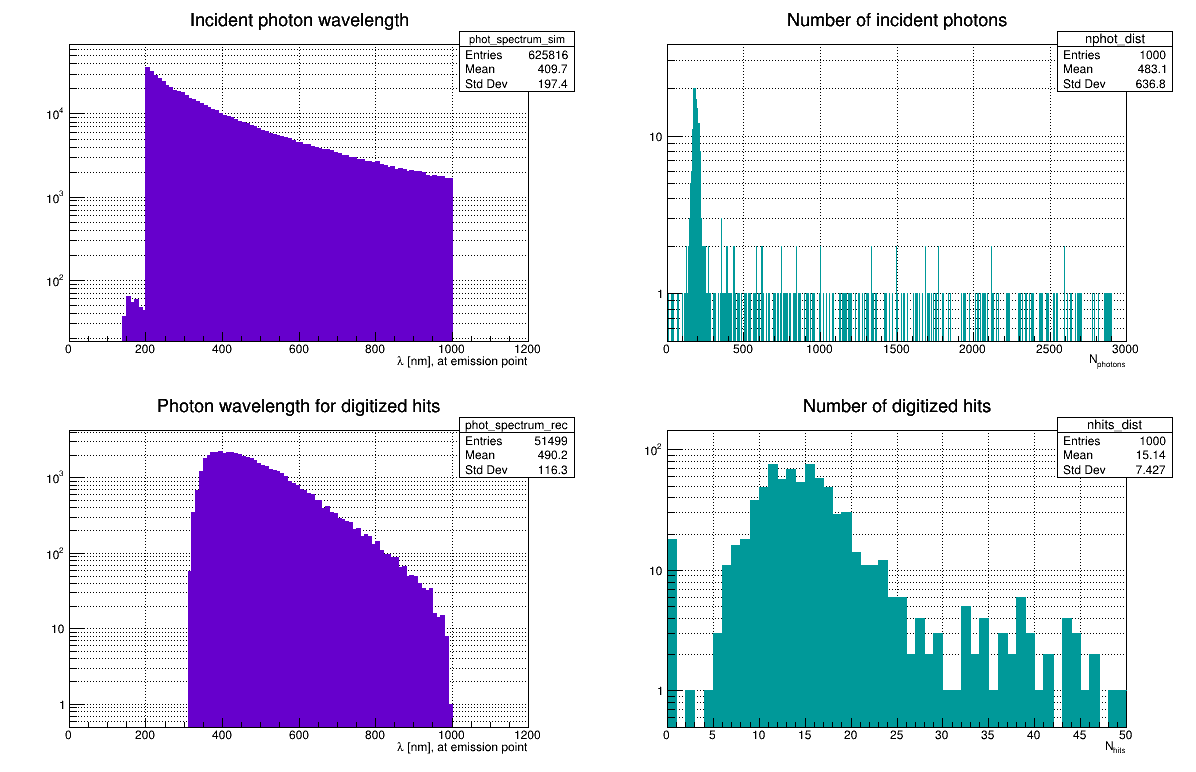 Incident photon wavelength
phot_spectrum_sim
Entries 625816
Mean 409.7
Std Dev 197.4
10^4
10^3
10^2
0 200 400 600 800 1000 1200
λ [nm], at emission point
Number of incident photons
nphot_dist
Entries 1000
Mean 483.1
Std Dev 636.8
10
1
0 500 1000 1500 2000 2500 3000
N_photons
Photon wavelength for digitized hits
phot_spectrum_rec
Entries 51499
Mean 490.2
Std Dev 116.3
10^3
10^2
10
1
0 200 400 600 800 1000 1200
λ [nm], at emission point
Number of digitized hits
nhits_dist
Entries 1000
Mean 15.14
Std Dev 7.427
10^2
10
1
0 5 10 15 20 25 30 35 40 45 50
N_hits